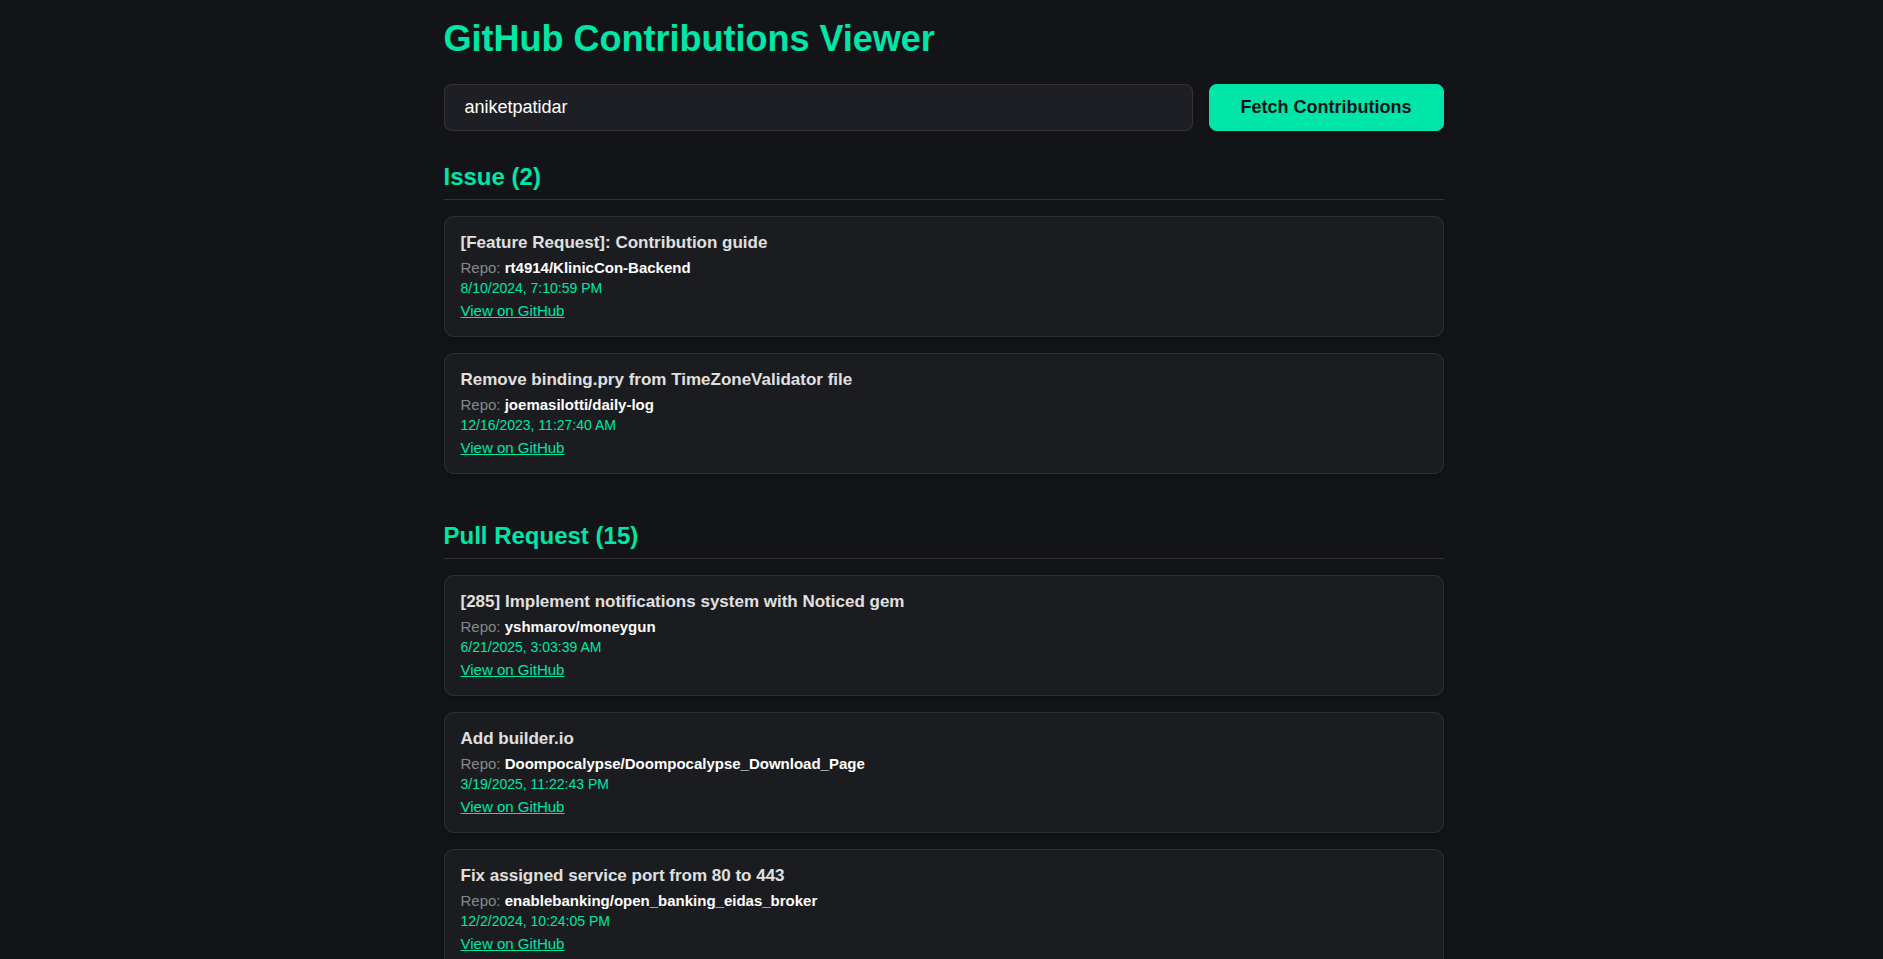 GitHub Contributions Viewer
aniketpatidar
Fetch Contributions
Issue (2)
[Feature Request]: Contribution guide
Repo: rt4914/KlinicCon-Backend
8/10/2024, 7:10:59 PM
View on GitHub
Remove binding.pry from TimeZoneValidator file
Repo: joemasilotti/daily-log
12/16/2023, 11:27:40 AM
View on GitHub
Pull Request (15)
[285] Implement notifications system with Noticed gem
Repo: yshmarov/moneygun
6/21/2025, 3:03:39 AM
View on GitHub
Add builder.io
Repo: Doompocalypse/Doompocalypse_Download_Page
3/19/2025, 11:22:43 PM
View on GitHub
Fix assigned service port from 80 to 443
Repo: enablebanking/open_banking_eidas_broker
12/2/2024, 10:24:05 PM
View on GitHub